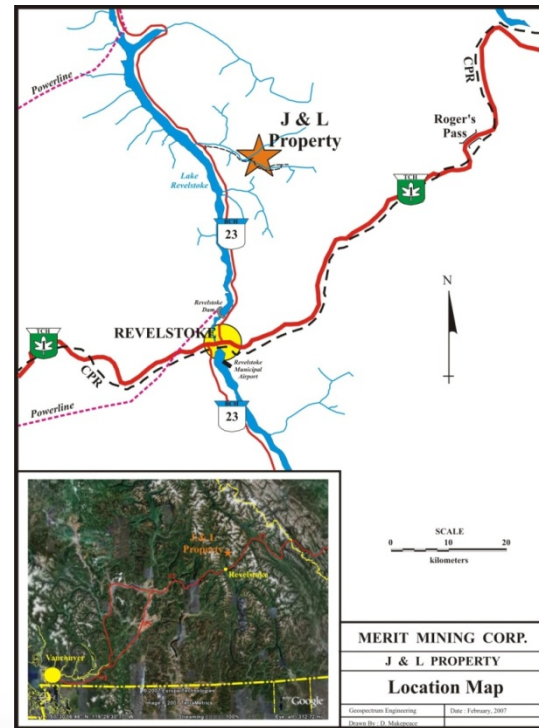 Powerline
CPR
J & L
Property
Roger's
Pass
TCH
Lake
Revelstoke
23
N
Revelstoke
Dam
REVELSTOKE
TCH
CPR
Revelstoke
Municipal
Airport
Powerline
23
J & L
Property
Revelstoke
Vancouver
Google
SCALE
0 10 20
kilometers
MERIT MINING CORP.
J & L PROPERTY
Location Map
Geospectrum Engineering
Date : February, 2007
Drawn By : D. Makepeace